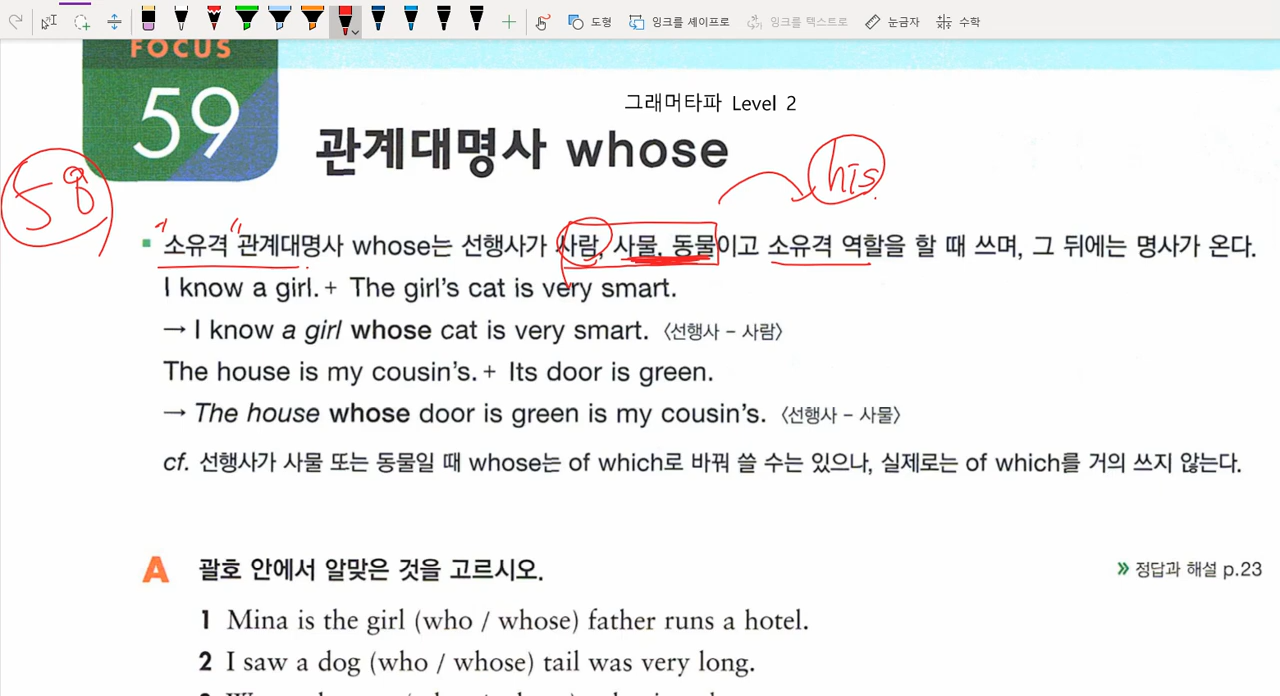 도형 잉크를 셰이프로 잉크를 텍스트로 눈금자 수학
FOCUS
59
그래머타파 Level 2
관계대명사 whose
his
58
" 소유격 " 관계대명사 whose는 선행사가 사람, 사물, 동물이고 소유격 역할을 할 때 쓰며, 그 뒤에는 명사가 온다.
I know a girl. + The girl's cat is very smart.
→ I know a girl whose cat is very smart. 〈선행사 – 사람〉
The house is my cousin's. + Its door is green.
→ The house whose door is green is my cousin's. 〈선행사 – 사물〉
cf. 선행사가 사물 또는 동물일 때 whose는 of which로 바꿔 쓸 수는 있으나, 실제로는 of which를 거의 쓰지 않는다.
A 괄호 안에서 알맞은 것을 고르시오.
» 정답과 해설 p.23
1 Mina is the girl (who / whose) father runs a hotel.
2 I saw a dog (who / whose) tail was very long.